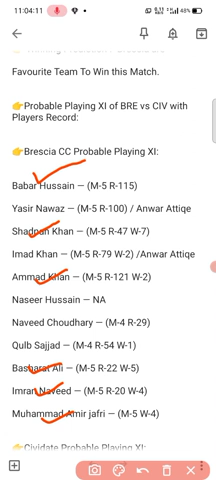 11:04:11
48%
Favourite Team To Win this Match.
👉Probable Playing XI of BRE vs CIV with
Players Record:
👉Brescia CC Probable Playing XI:
Babar Hussain – (M-5 R-115)
Yasir Nawaz – (M-5 R-100) / Anwar Attiqe
Shadnan Khan – (M-5 R-47 W-7)
Imad Khan – (M-5 R-79 W-2) /Anwar Attiqe
Ammad Khan – (M-5 R-121 W-2)
Naseer Hussain – NA
Naveed Choudhary – (M-4 R-29)
Qulb Sajjad – (M-4 R-54 W-1)
Basharat Ali – (M-5 R-22 W-5)
Imran Naveed – (M-5 R-20 W-4)
Muhammad Amir jafri – (M-5 W-4)
👉Cividate Probable Playing XI: